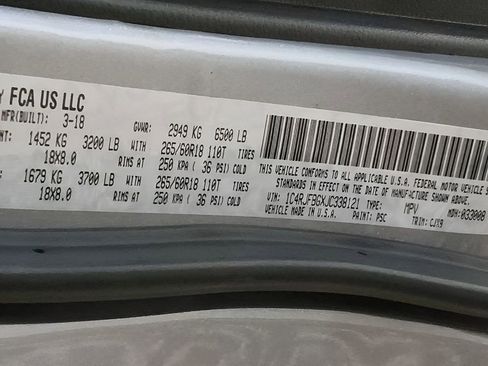 FCA US LLC
MFR(BUILT): 3-18 GVWR: 2949 KG 6500 LB
1452 KG 3200 LB WITH 265/60R18 110T TIRES
18X8.0 RIMS AT 250 KPA ( 36 PSI) COLD
1679 KG 3700 LB WITH 265/60R18 110T TIRES
18X8.0 RIMS AT 250 KPA ( 36 PSI) COLD
THIS VEHICLE CONFORMS TO ALL APPLICABLE U.S.A. FEDERAL MOTOR VEHICLE
STANDARDS IN EFFECT ON THE DATE OF MANUFACTURE SHOWN ABOVE.
VIN: 1C4RJFBGXJC338121 TYPE: MPV MDH: 033008
VEHICLE MADE IN U.S.A. PAINT: PSC TRIM: CJX9